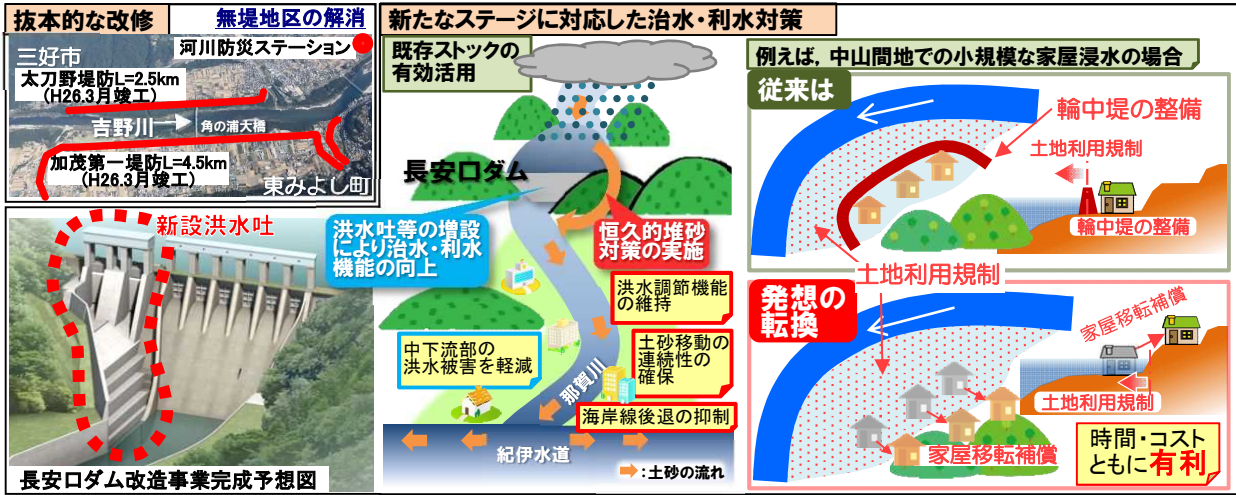 抜本的な改修
無堤地区の解消
三好市
河川防災ステーション
太刀野堤防L=2.5km
(H26.3月竣工)
吉野川
角の浦大橋
加茂第一堤防L=4.5km
(H26.3月竣工)
東みよし町
新設洪水吐
長安口ダム改造事業完成予想図
新たなステージに対応した治水・利水対策
既存ストックの
有効活用
長安口ダム
洪水吐等の増設
により治水・利水
機能の向上
恒久的堆砂
対策の実施
洪水調節機能
の維持
中下流部の
洪水被害を軽減
土砂移動の
連続性の
確保
那賀川
海岸線後退の抑制
紀伊水道
:土砂の流れ
例えば,中山間地での小規模な家屋浸水の場合
従来は
輪中堤の整備
土地利用規制
輪中堤の整備
土地利用規制
発想の
転換
家屋移転補償
土地利用規制
家屋移転補償
時間・コスト
ともに有利